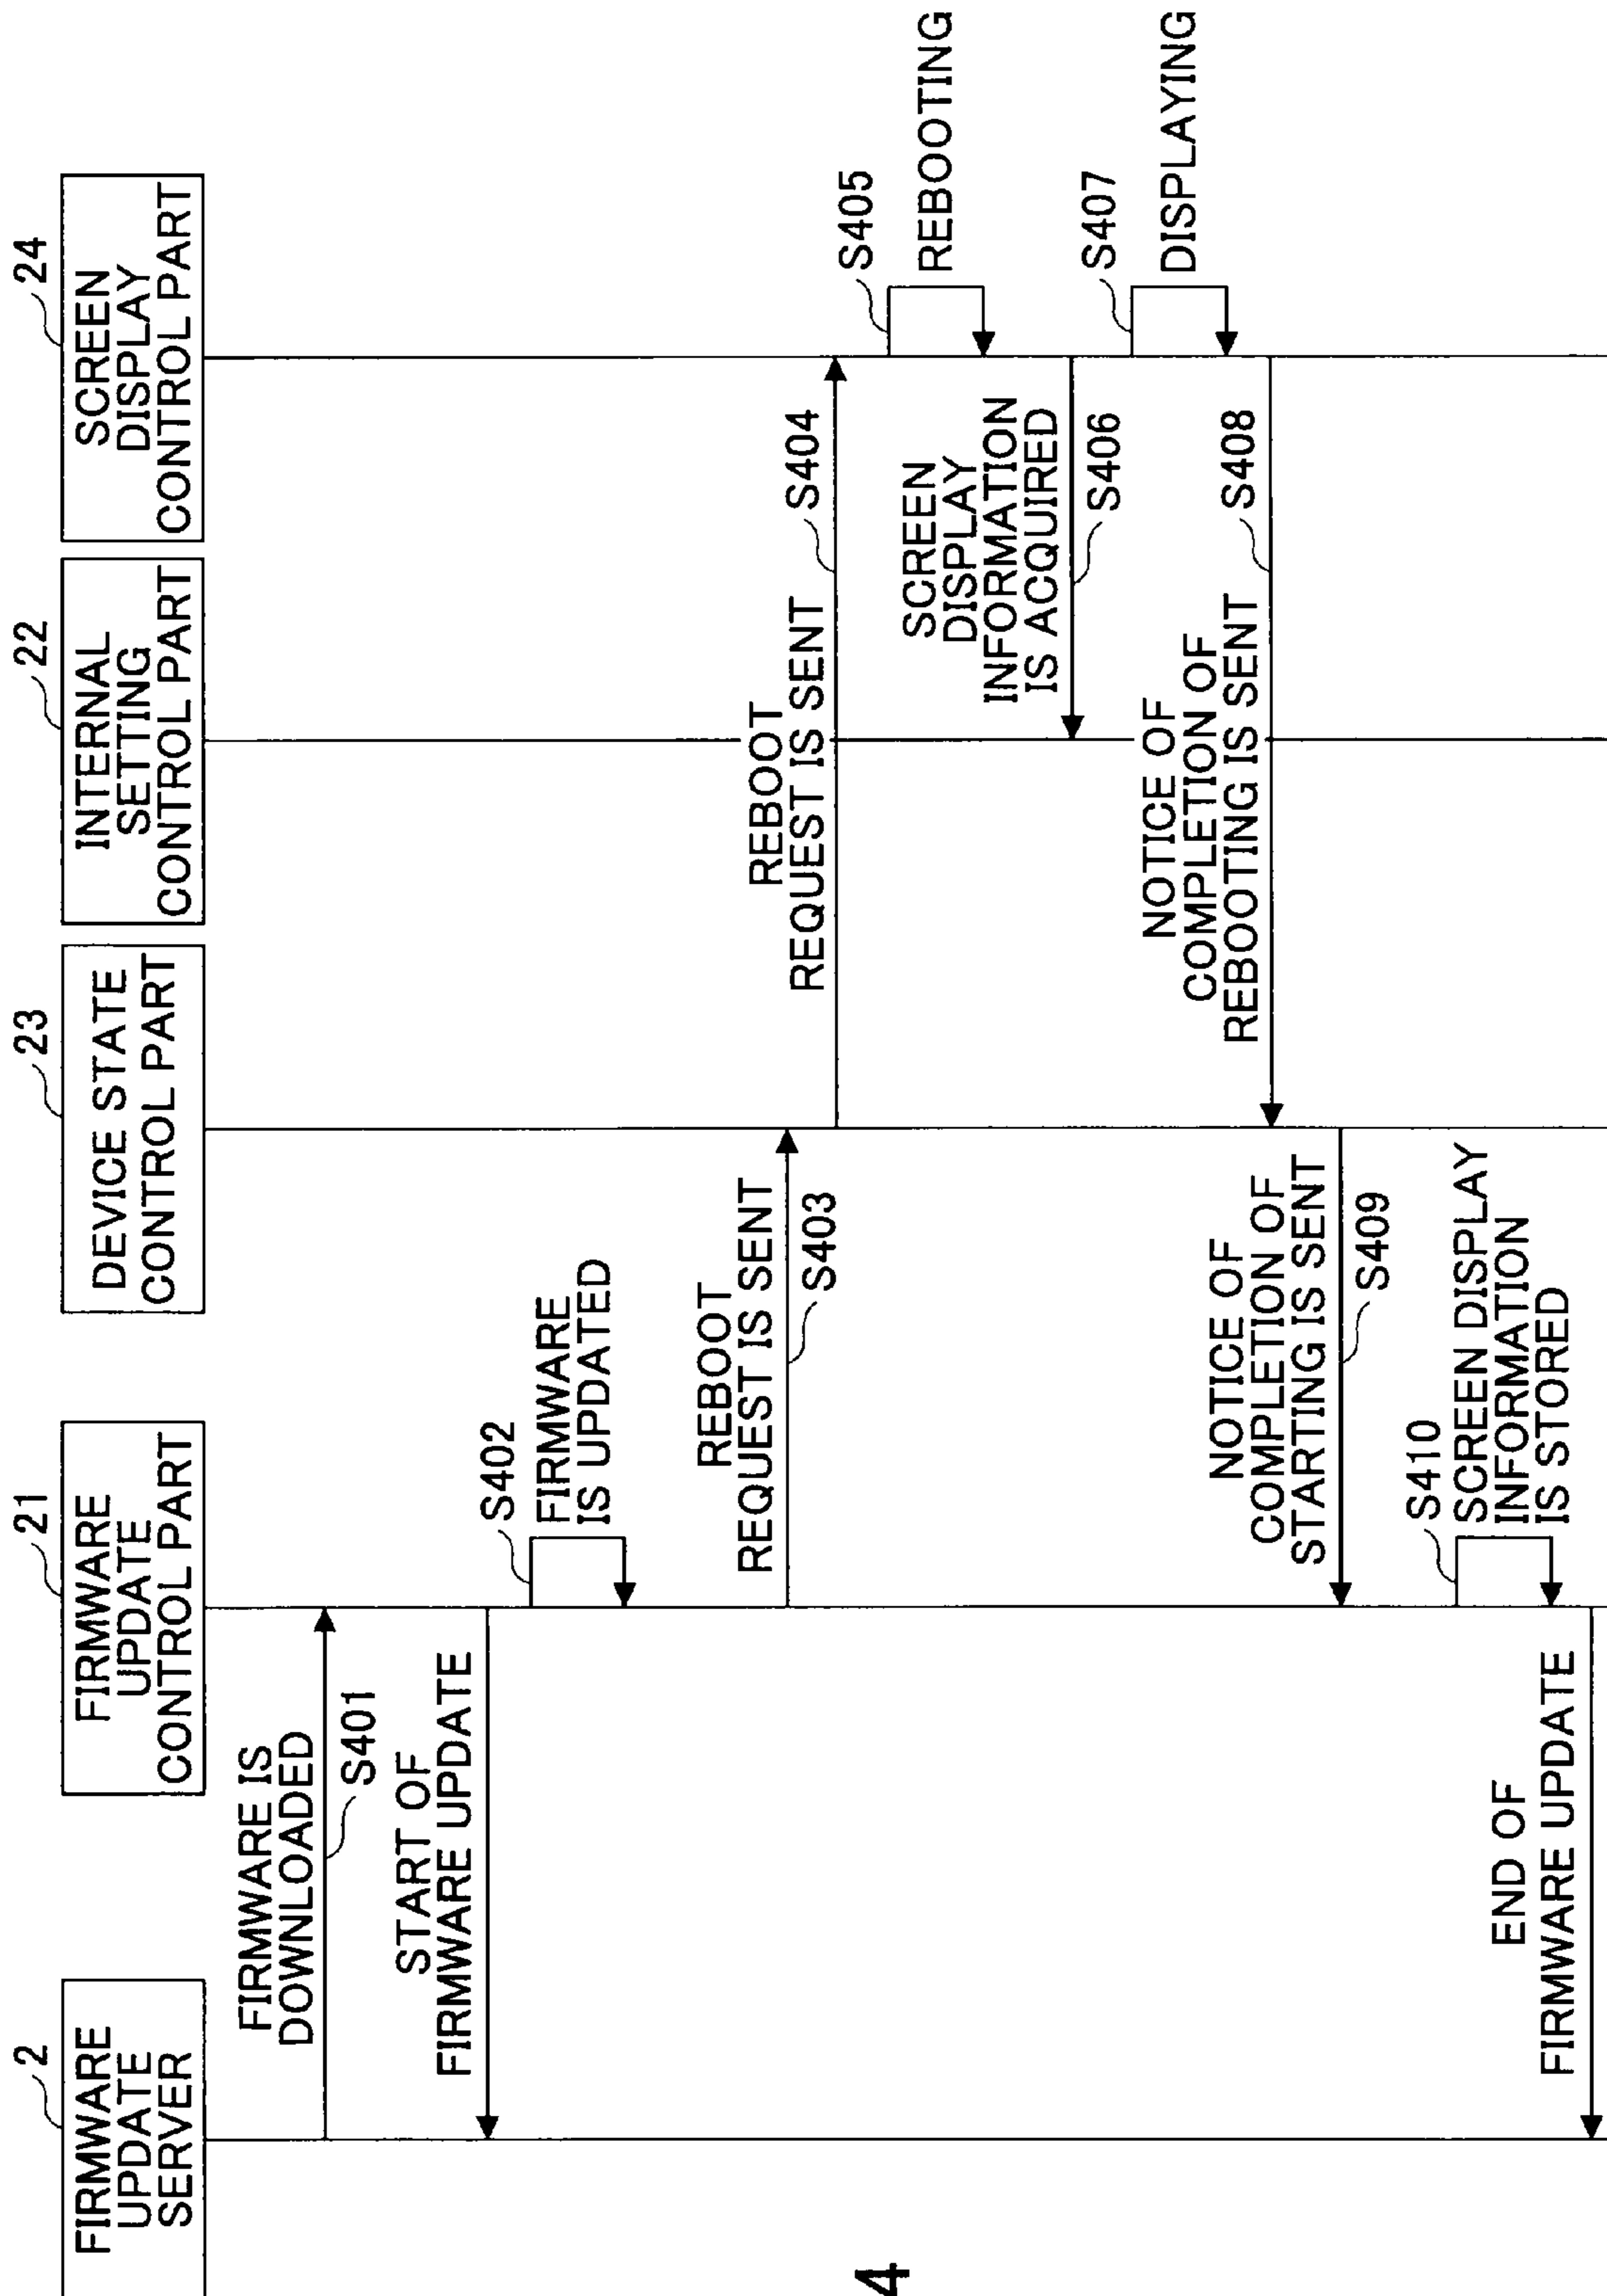 2
FIRMWARE
UPDATE
SERVER
21
FIRMWARE
UPDATE
CONTROL PART
23
DEVICE STATE
CONTROL PART
22
INTERNAL
SETTING
CONTROL PART
24
SCREEN
DISPLAY
CONTROL PART
FIRMWARE IS
DOWNLOADED
S401
START OF
FIRMWARE UPDATE
S402
FIRMWARE
IS UPDATED
REBOOT
REQUEST IS SENT
S403
REBOOT
REQUEST IS SENT
S404
S405
REBOOTING
SCREEN
DISPLAY
INFORMATION
IS ACQUIRED
S406
S407
DISPLAYING
NOTICE OF
COMPLETION OF
REBOOTING IS SENT
S408
NOTICE OF
COMPLETION OF
STARTING IS SENT
S409
S410
SCREEN DISPLAY
INFORMATION
IS STORED
END OF
FIRMWARE UPDATE
4